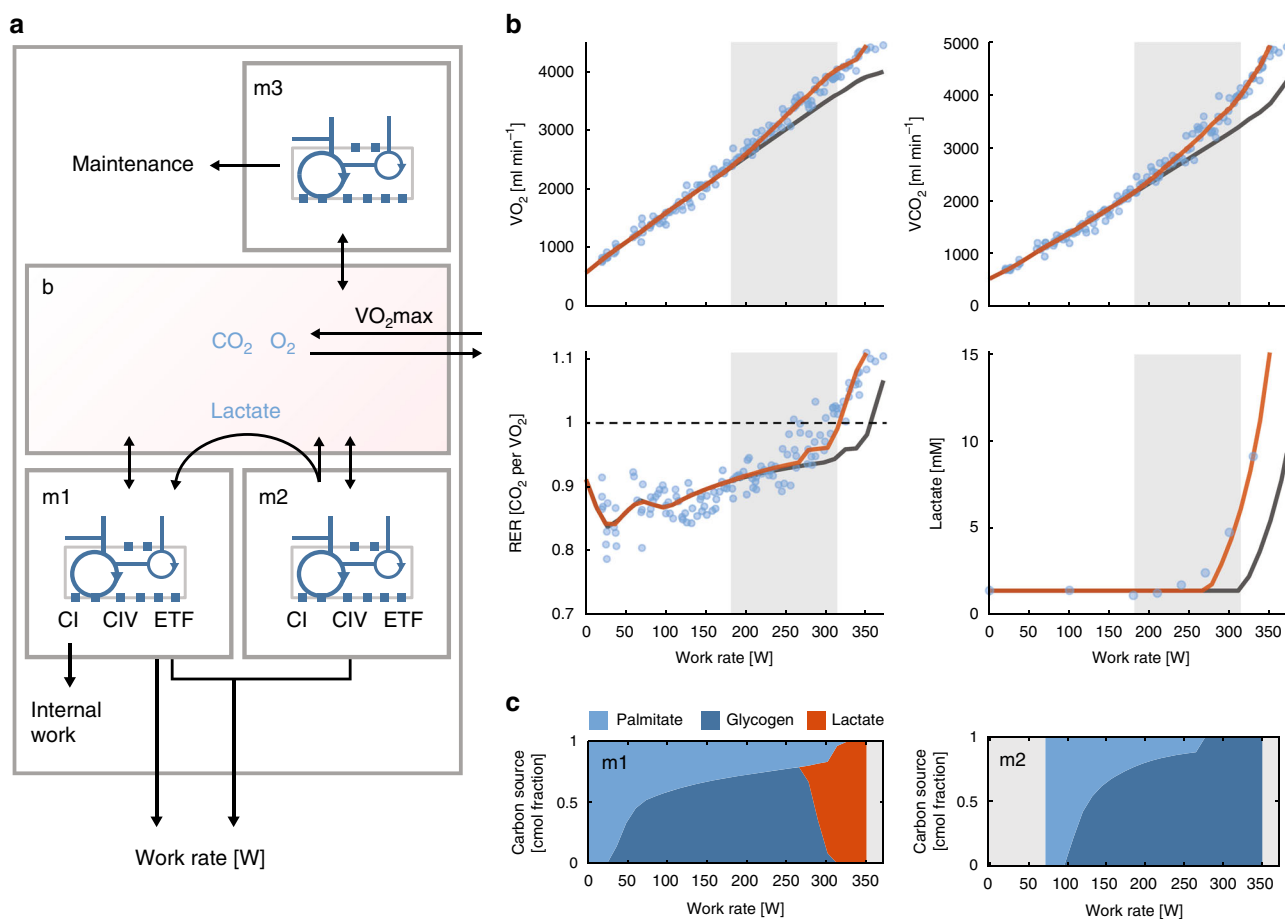 a
m3
Maintenance
b
VO2max
CO2 O2
Lactate
m1
m2
CI CIV ETF
CI CIV ETF
Internal
work
Work rate [W]
b
VO2 [ml min−1]
4000
3000
2000
1000
0
VCO2 [ml min−1]
5000
4000
3000
2000
1000
0
RER [CO2 per VO2]
1.1
1
0.9
0.8
0.7
0 50 100 150 200 250 300 350
Work rate [W]
Lactate
[mM]
15
10
5
0
0 50 100 150 200 250 300 350
Work rate [W]
c
Palmitate Glycogen Lactate
Carbon source
[cmol fraction]
1
0.5
0
m1
0 50 100 150 200 250 300 350
Work rate [W]
Carbon source
[cmol fraction]
1
0.5
0
m2
0 50 100 150 200 250 300 350
Work rate [W]